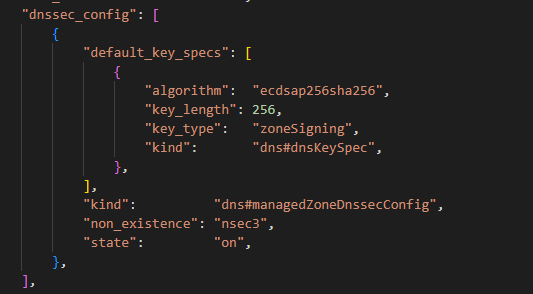 "dnssec_config": [
{
"default_key_specs": [
{
"algorithm": "ecdsap256sha256",
"key_length": 256,
"key_type": "zoneSigning",
"kind": "dns#dnsKeySpec",
},
],
"kind": "dns#managedZoneDnssecConfig",
"non_existence": "nsec3",
"state": "on",
},
],